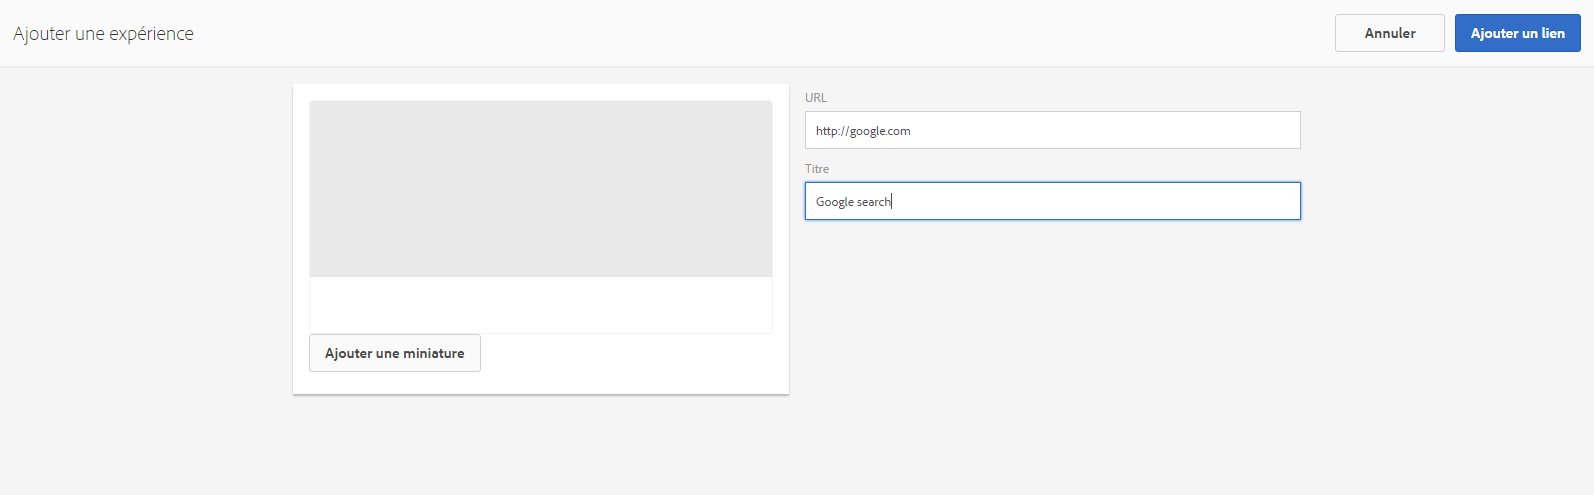 Ajouter une expérience
Annuler
Ajouter un lien
URL
http://google.com
Titre
Google search
Ajouter une miniature